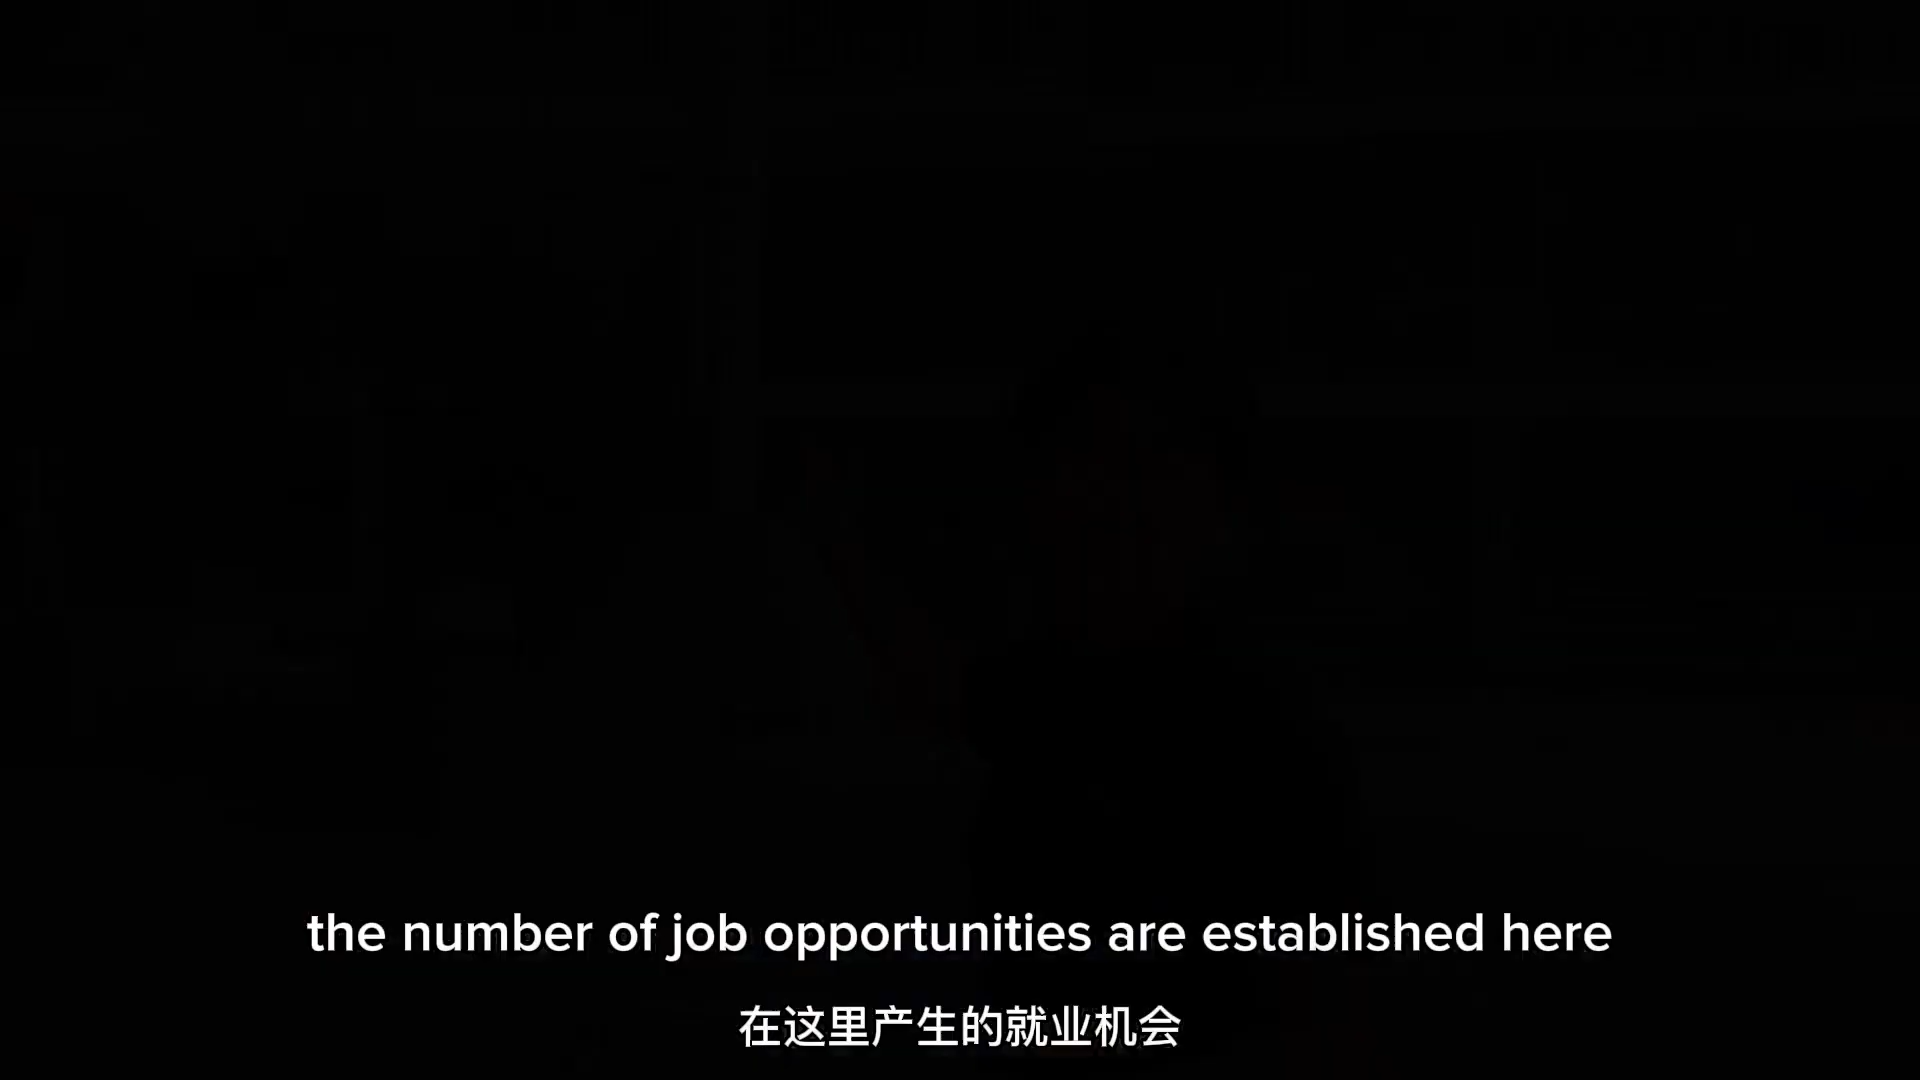 the number of job opportunities are established here
在这里产生的就业机会